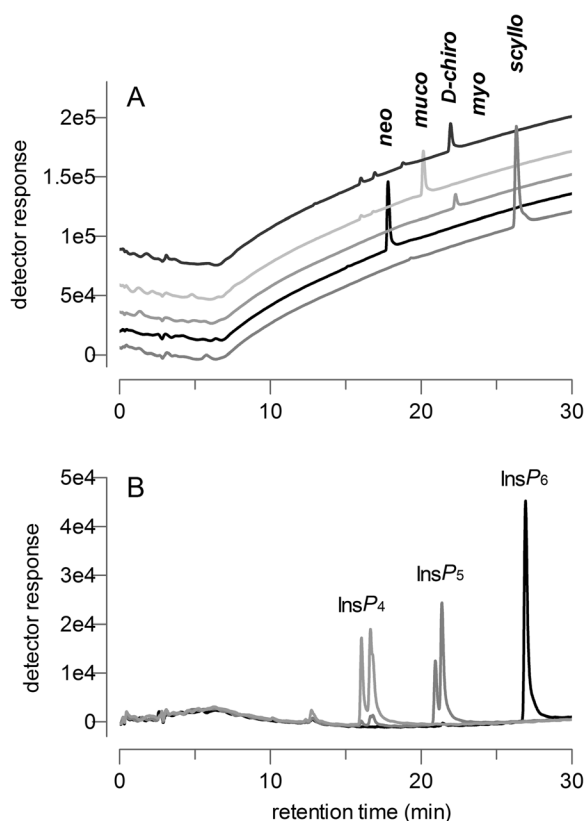 A
neo
muco
D-chiro
myo
scyllo
detector response
2e5
1.5e5
1e5
5e4
0
0 10 20 30
B
InsP4
InsP5
InsP6
detector response
5e4
4e4
3e4
2e4
1e4
0
0 10 20 30
retention time (min)